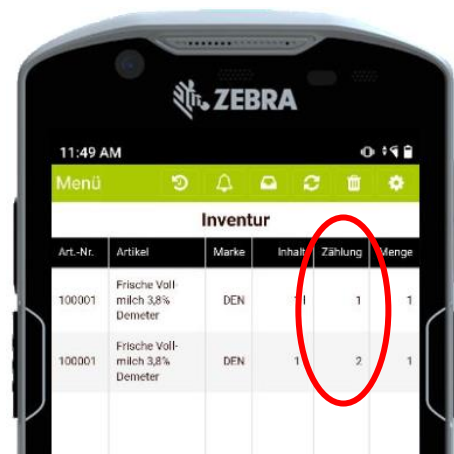 ZEBRA
11:49 AM
Menü
Inventur
Art.-Nr. Artikel Marke Inhalt Zählung Menge
100001 Frische Voll-
milch 3,8% DEN 1 l 1 1
Demeter
100001 Frische Voll-
milch 3,8% DEN 1 2 1
Demeter